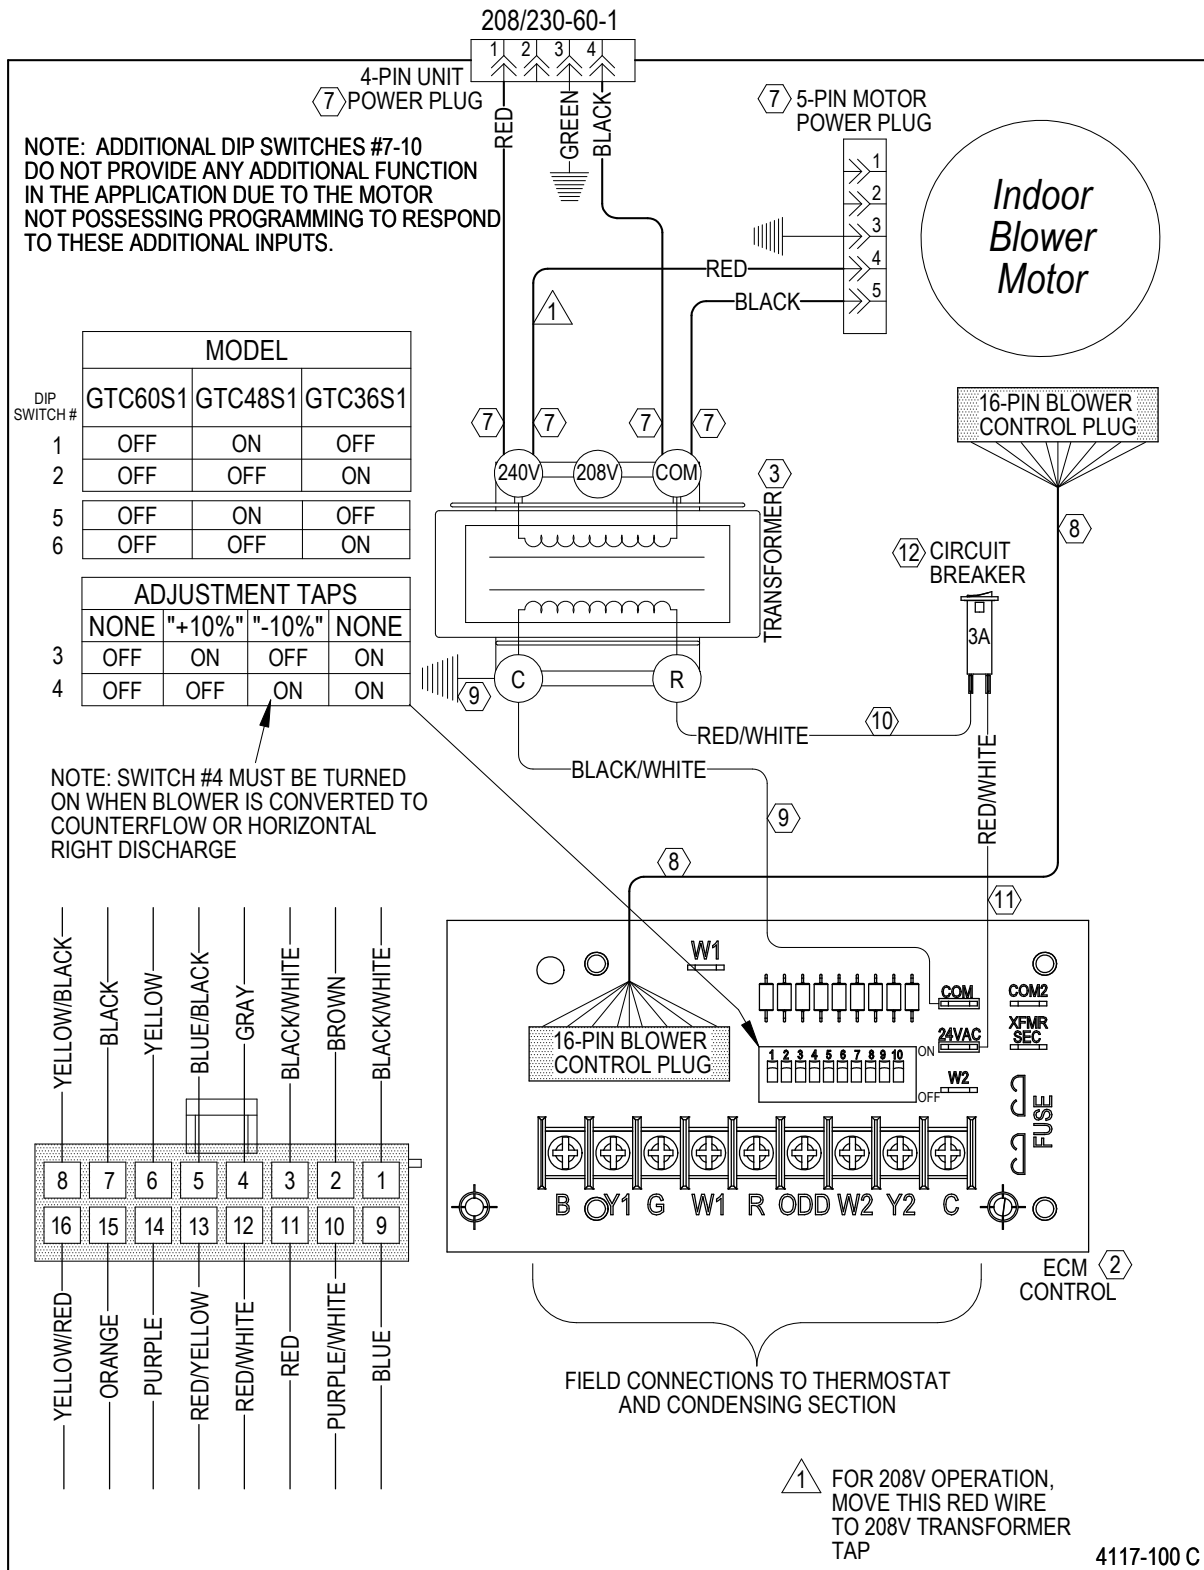 208/230-60-1
1 2 3 4
4-PIN UNIT
7 POWER PLUG
RED
GREEN
BLACK
7 5-PIN MOTOR
POWER PLUG
1
2
3
4
5
Indoor
Blower
Motor
NOTE: ADDITIONAL DIP SWITCHES #7-10
DO NOT PROVIDE ANY ADDITIONAL FUNCTION
IN THE APPLICATION DUE TO THE MOTOR
NOT POSSESSING PROGRAMMING TO RESPOND
TO THESE ADDITIONAL INPUTS.
RED
BLACK
1
MODEL
DIP
SWITCH #
GTC60S1 GTC48S1 GTC36S1
1 OFF ON OFF
2 OFF OFF ON
5 OFF ON OFF
6 OFF OFF ON
ADJUSTMENT TAPS
NONE "+10%" "-10%" NONE
3 OFF ON OFF ON
4 OFF OFF ON ON
NOTE: SWITCH #4 MUST BE TURNED
ON WHEN BLOWER IS CONVERTED TO
COUNTERFLOW OR HORIZONTAL
RIGHT DISCHARGE
7 7 7 7
240V 208V COM
3
TRANSFORMER
C R
9
16-PIN BLOWER
CONTROL PLUG
8
12 CIRCUIT
BREAKER
3A
RED/WHITE
10
BLACK/WHITE
9
RED/WHITE
11
8
W1
16-PIN BLOWER
CONTROL PLUG
COM
COM2
24VAC
XFMR
SEC
1 2 3 4 5 6 7 8 9 10
ON
OFF
W2
FUSE
B Y1 G W1 R ODD W2 Y2 C
ECM 2
CONTROL
FIELD CONNECTIONS TO THERMOSTAT
AND CONDENSING SECTION
YELLOW/BLACK
BLACK
YELLOW
BLUE/BLACK
GRAY
BLACK/WHITE
BROWN
BLACK/WHITE
8 7 6 5 4 3 2 1
16 15 14 13 12 11 10 9
YELLOW/RED
ORANGE
PURPLE
RED/YELLOW
RED/WHITE
RED
PURPLE/WHITE
BLUE
1 FOR 208V OPERATION,
MOVE THIS RED WIRE
TO 208V TRANSFORMER
TAP
4117-100 C